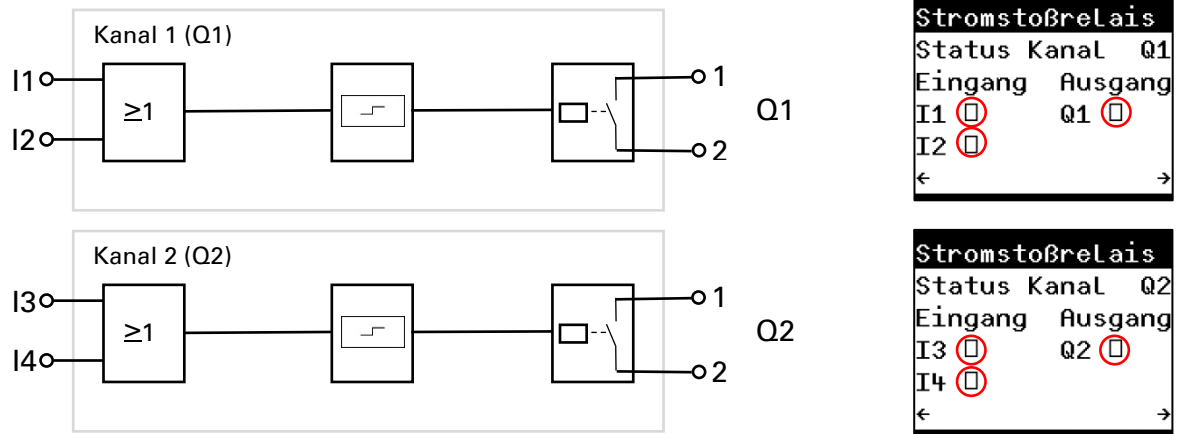 Kanal 1 (Q1)
I1
I2
≥1
1
2
Q1
Stromstoßrelais
Status Kanal Q1
Eingang Ausgang
I1 Q1
I2
← →
Kanal 2 (Q2)
I3
I4
≥1
1
2
Q2
Stromstoßrelais
Status Kanal Q2
Eingang Ausgang
I3 Q2
I4
← →